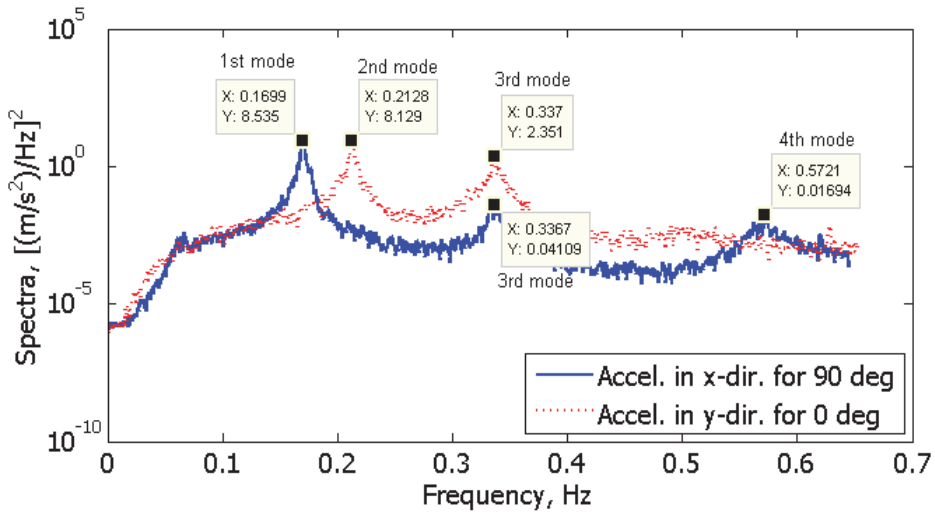 10^5
1st mode
2nd mode
3rd mode
X: 0.1699
Y: 8.535
X: 0.2128
Y: 8.129
X: 0.337
Y: 2.351
4th mode
X: 0.5721
Y: 0.01694
10^0
X: 0.3367
Y: 0.04109
3rd mode
10^-5
10^-10
Spectra, [(m/s^2)/Hz]^2
Accel. in x-dir. for 90 deg
Accel. in y-dir. for 0 deg
0 0.1 0.2 0.3 0.4 0.5 0.6 0.7
Frequency, Hz